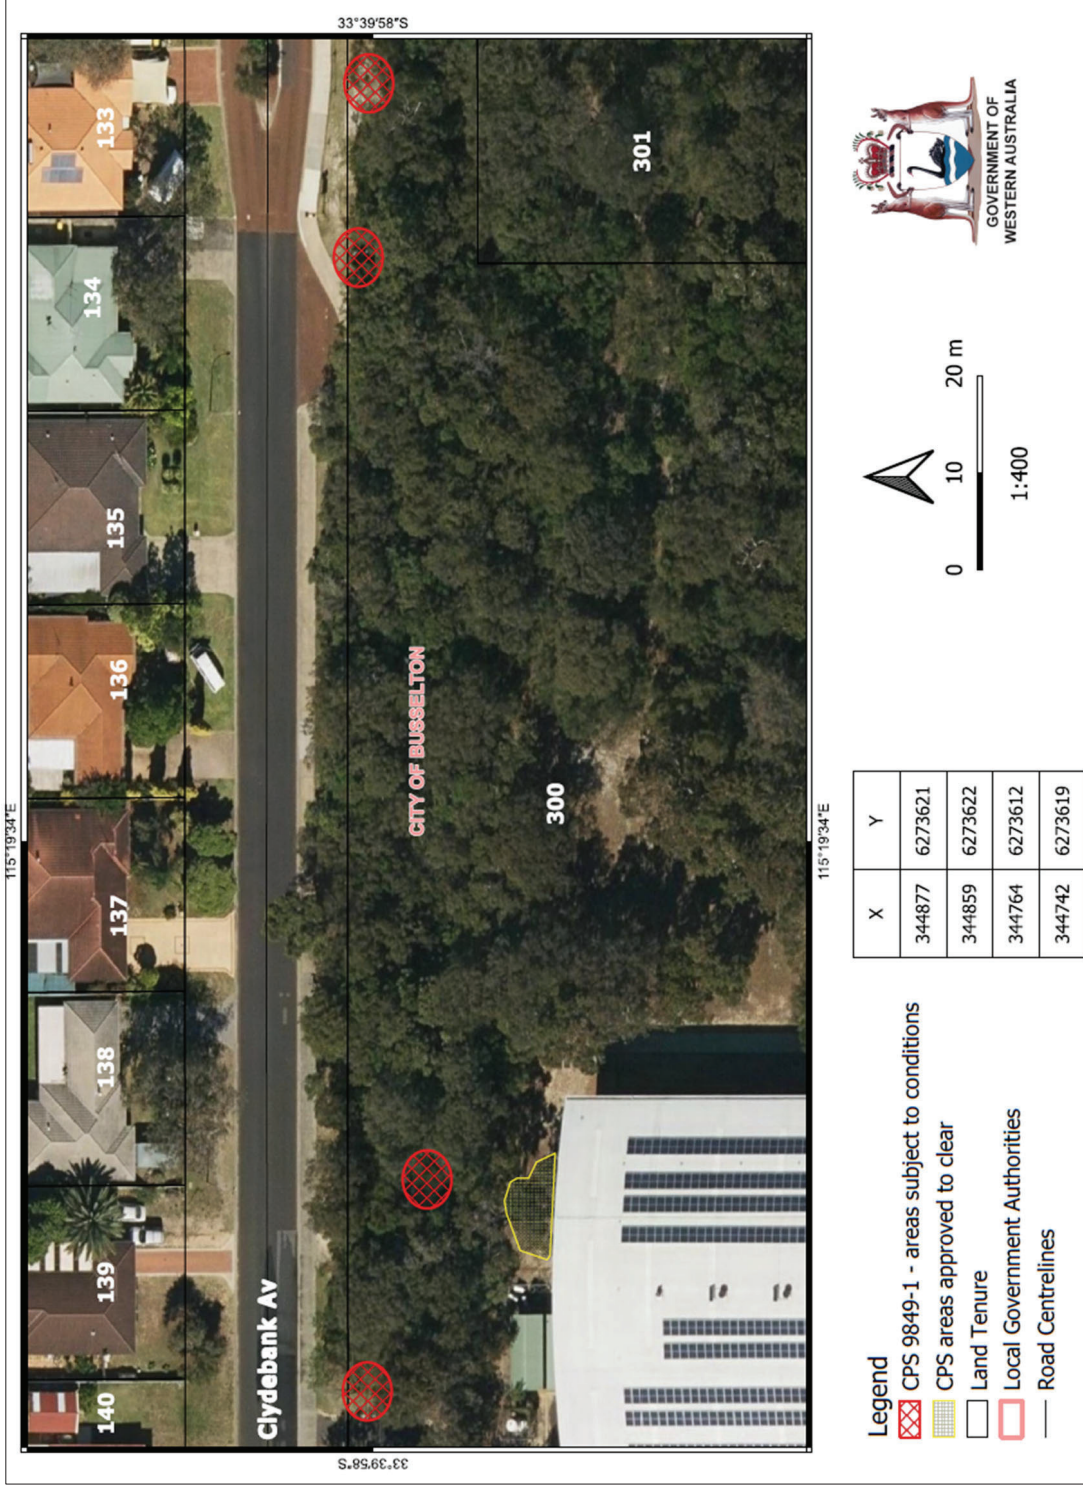 33°39'58"S
115°19'34"E
140
139
138
137
136
135
134
133
Clydebank Av
CITY OF BUSSELTON
300
301
33°39'58"S
115°19'34"E
Legend
CPS 9849-1 - areas subject to conditions
CPS areas approved to clear
Land Tenure
Local Government Authorities
Road Centrelines
X Y
344877 6273621
344859 6273622
344764 6273612
344742 6273619
0 10 20 m
1:400
GOVERNMENT OF
WESTERN AUSTRALIA